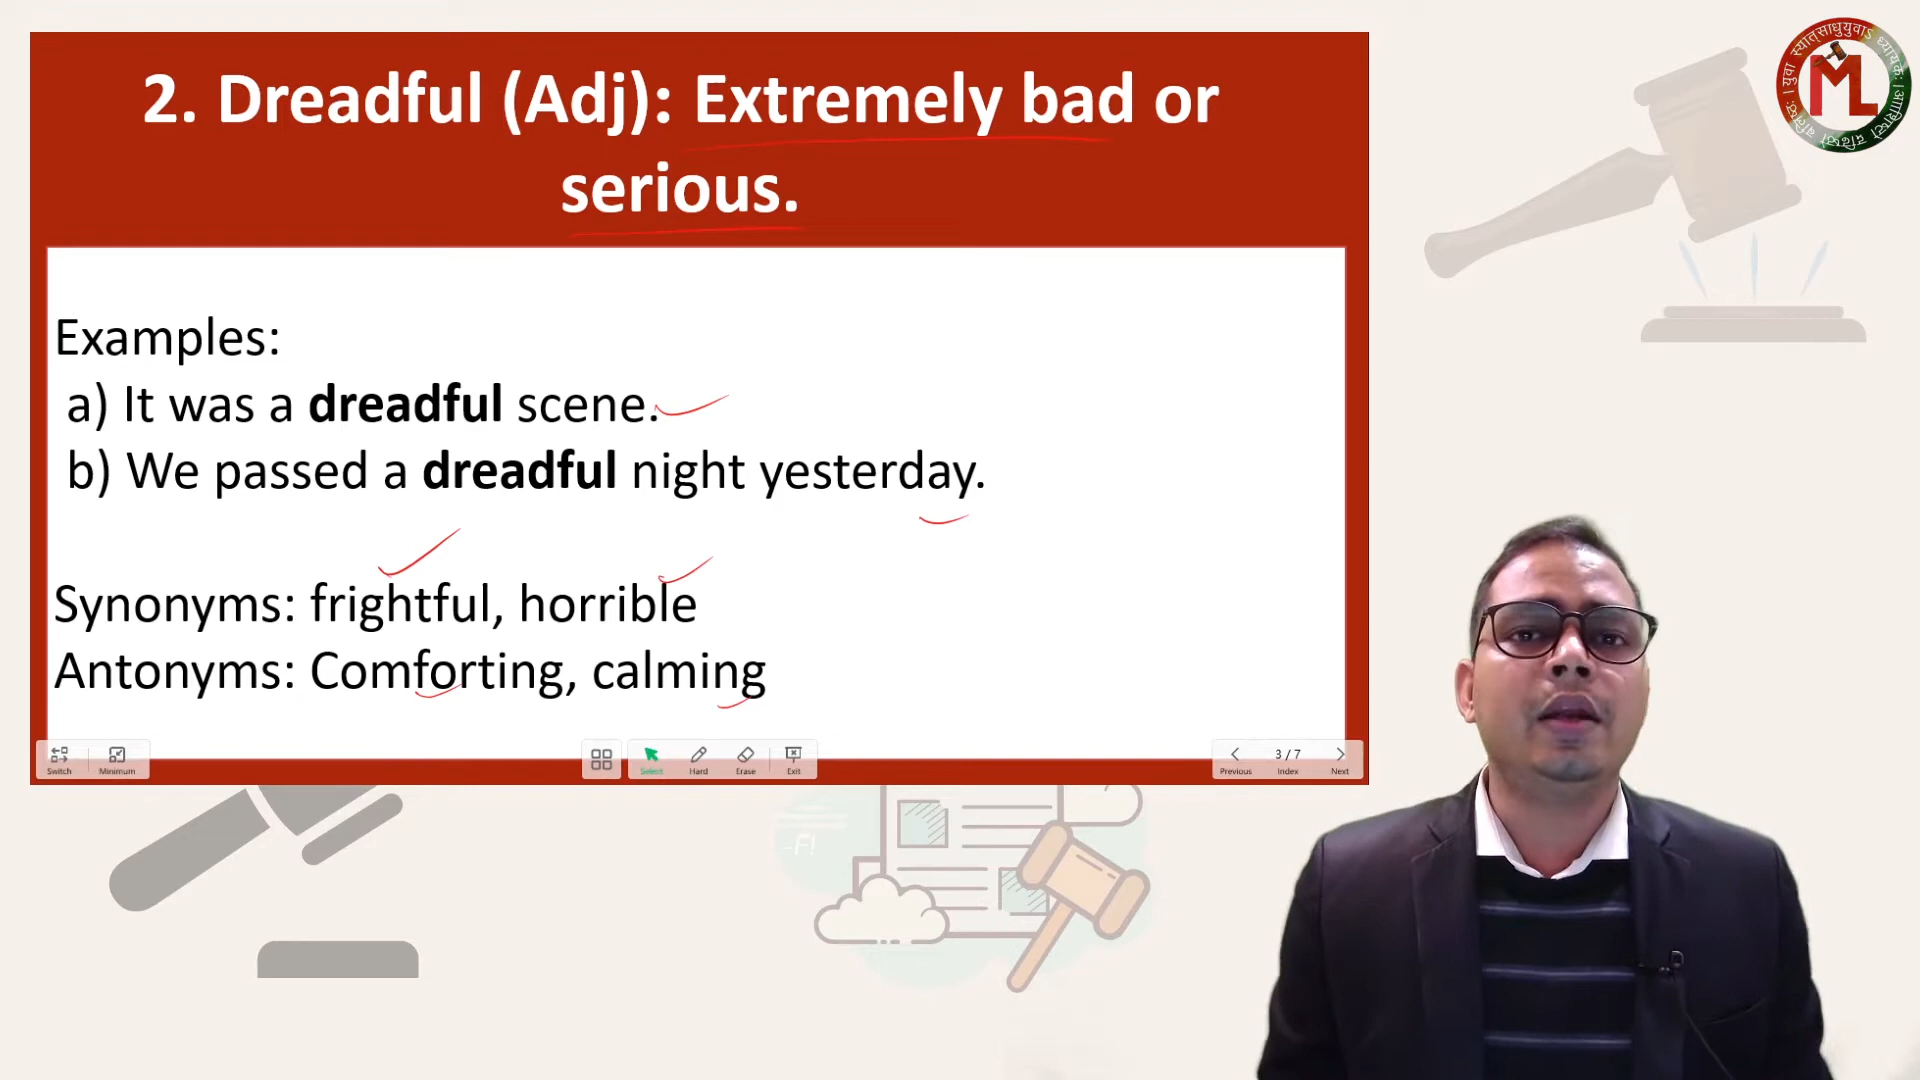 2. Dreadful (Adj): Extremely bad or
serious.
Examples:
a) It was a dreadful scene.
b) We passed a dreadful night yesterday.
Synonyms: frightful, horrible
Antonyms: Comforting, calming
Switch
Minimum
Select
Hard
Erase
Exit
Previous
3 / 7
Index
Next
ML
-F!